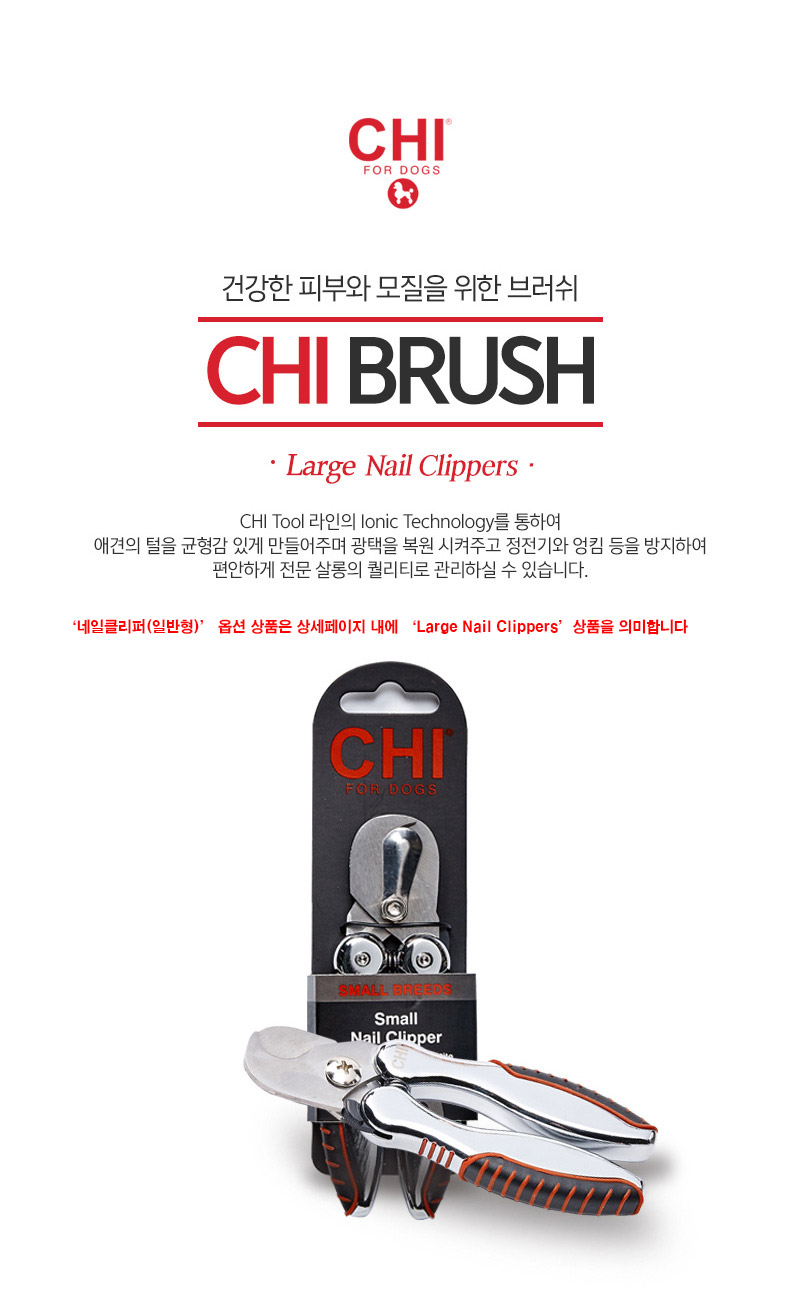 CHI®
FOR DOGS
건강한 피부와 모질을 위한 브러쉬
CHI BRUSH
· Large Nail Clippers ·
CHI Tool 라인의 Ionic Technology를 통하여
애견의 털을 균형감 있게 만들어주며 광택을 복원 시켜주고 정전기와 엉킴 등을 방지하여
편안하게 전문 살롱의 퀄리티로 관리하실 수 있습니다.
‘네일클리퍼(일반형)’ 옵션 상품은 상세페이지 내에 ‘Large Nail Clippers’ 상품을 의미합니다
CHI®
FOR DOGS
SMALL BREEDS
Small
Nail Clipper
CHI